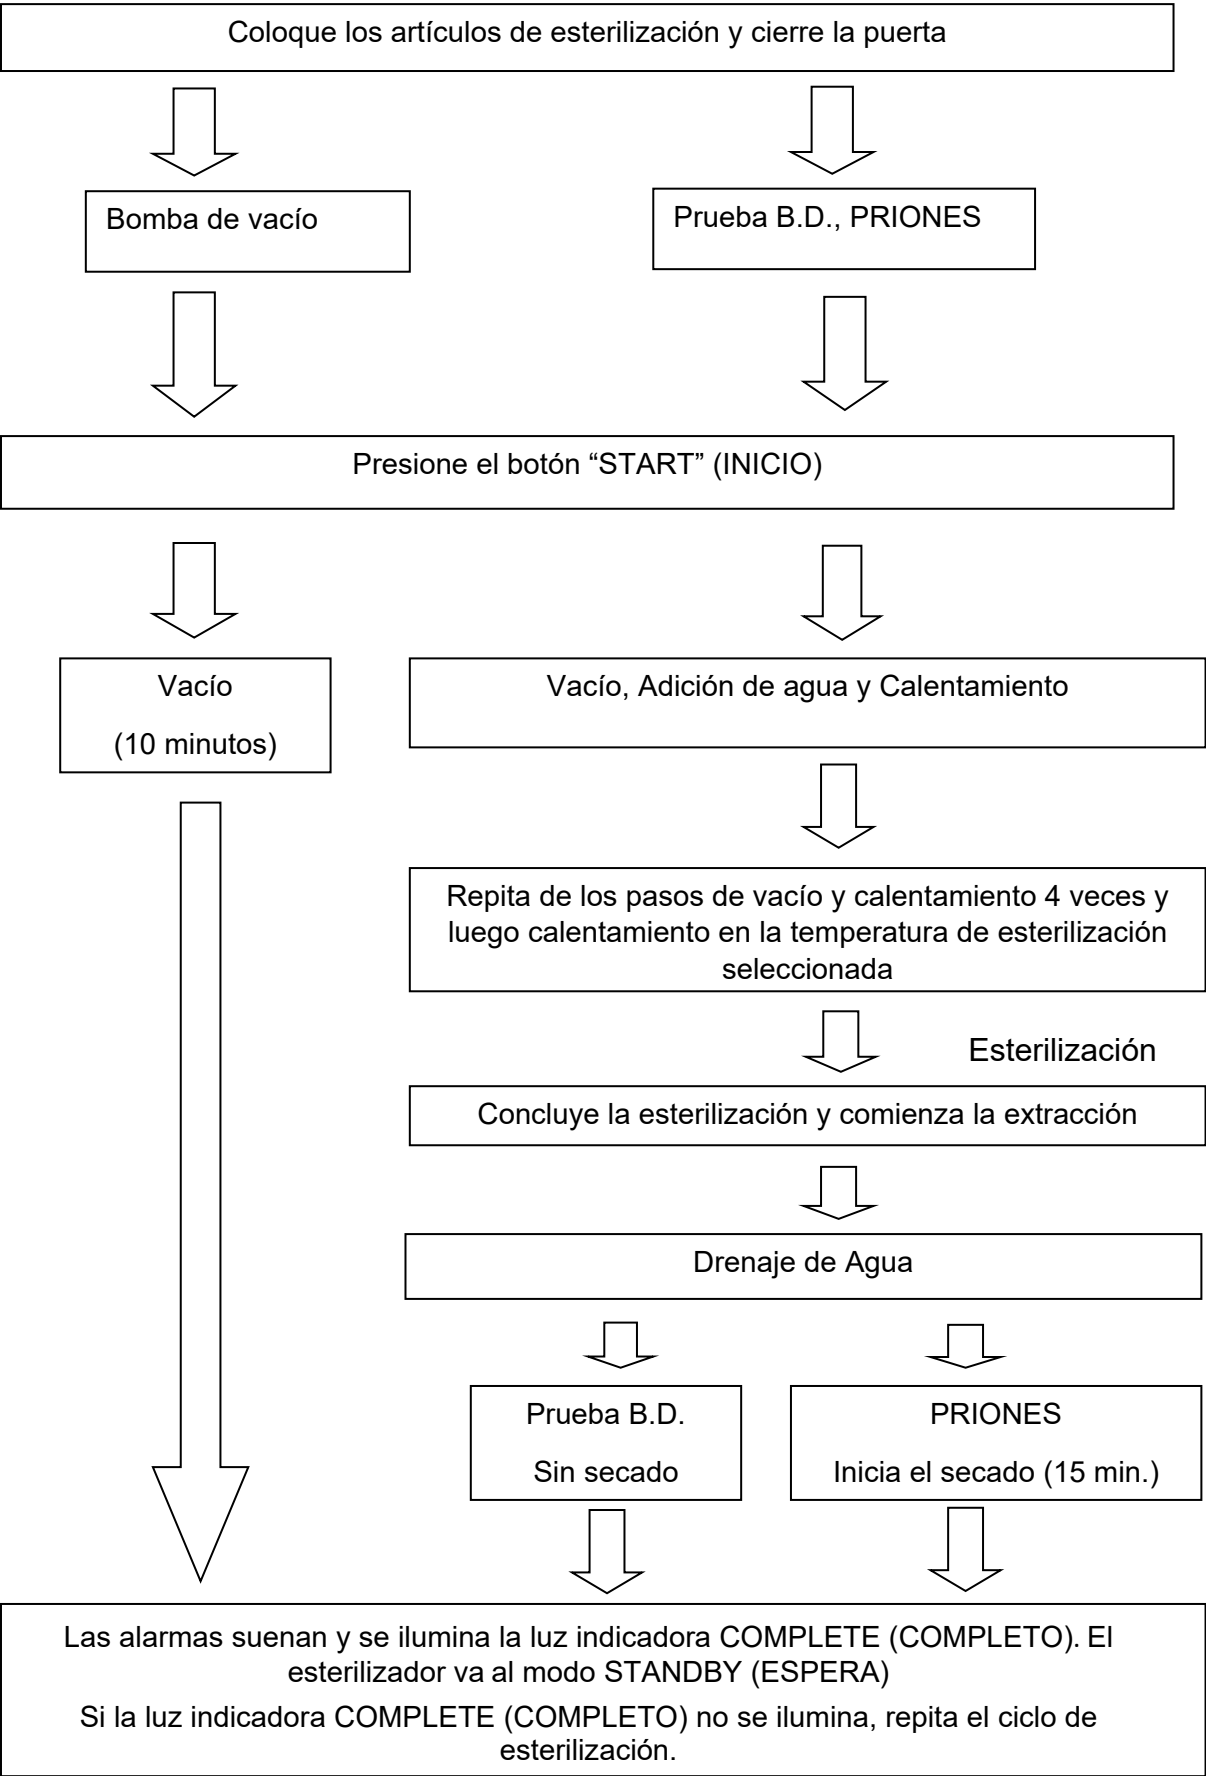 Coloque los artículos de esterilización y cierre la puerta
Bomba de vacío
Prueba B.D., PRIONES
Presione el botón “START” (INICIO)
Vacío
(10 minutos)
Vacío, Adición de agua y Calentamiento
Repita de los pasos de vacío y calentamiento 4 veces y
luego calentamiento en la temperatura de esterilización
seleccionada
Esterilización
Concluye la esterilización y comienza la extracción
Drenaje de Agua
Prueba B.D.
Sin secado
PRIONES
Inicia el secado (15 min.)
Las alarmas suenan y se ilumina la luz indicadora COMPLETE (COMPLETO). El
esterilizador va al modo STANDBY (ESPERA)
Si la luz indicadora COMPLETE (COMPLETO) no se ilumina, repita el ciclo de
esterilización.